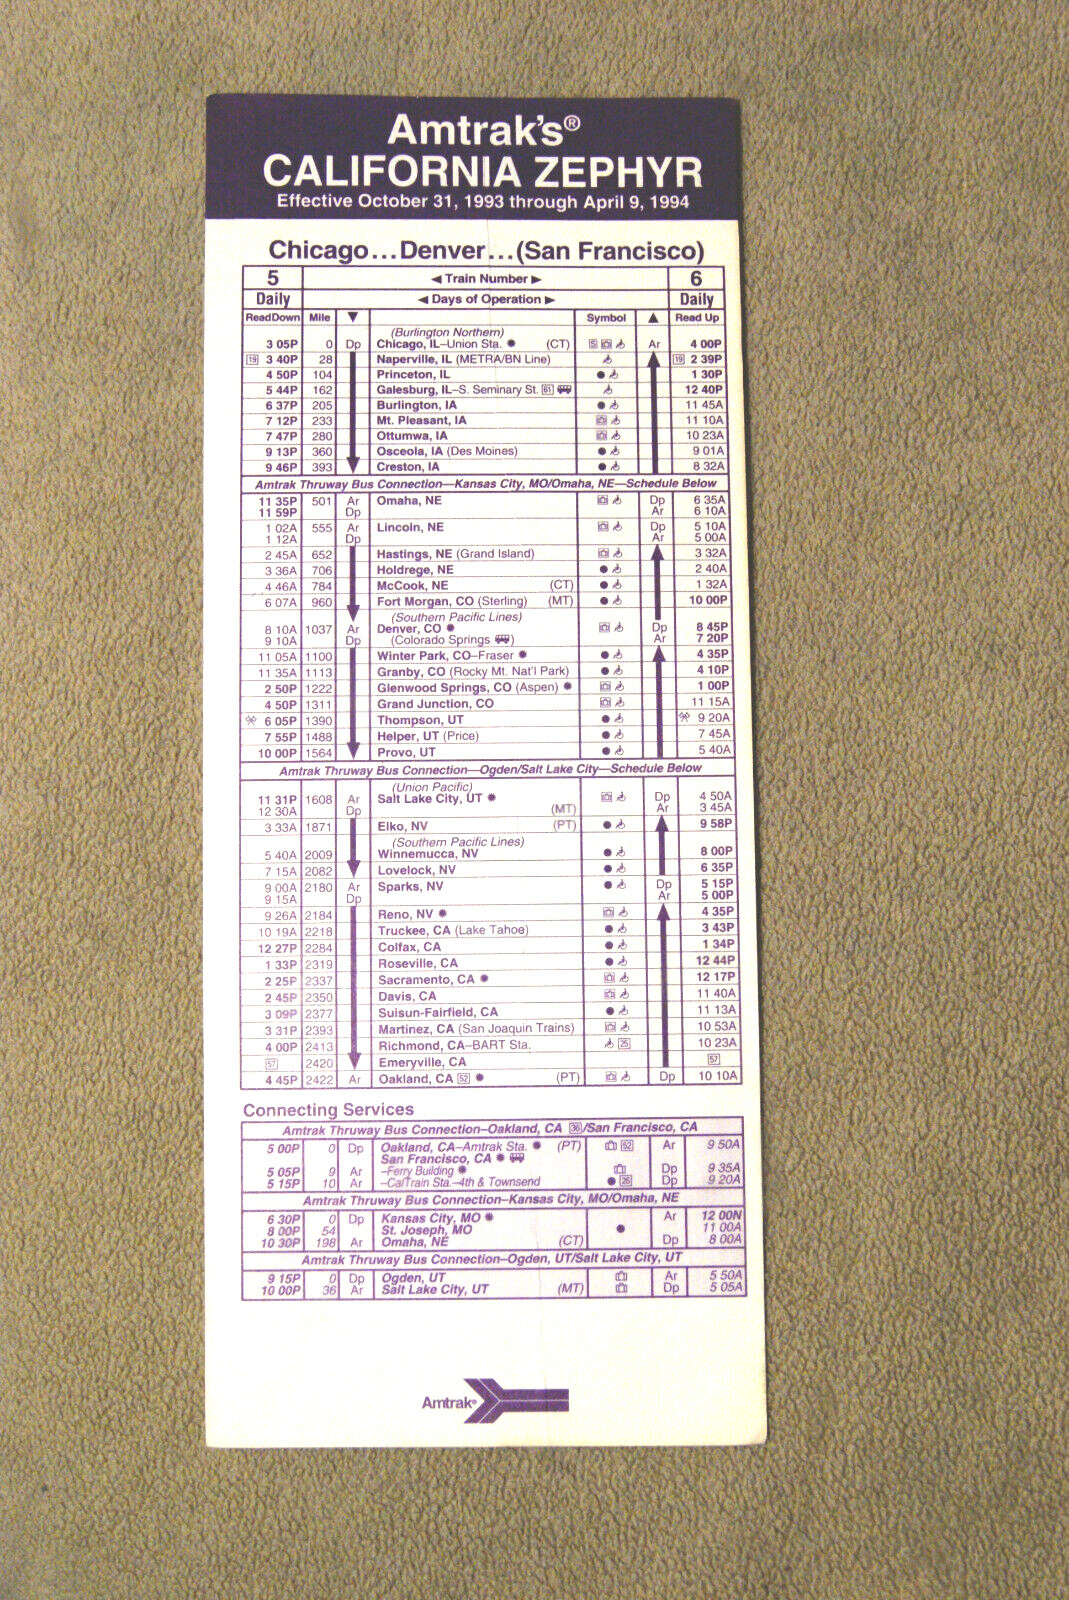 Amtrak's®
CALIFORNIA ZEPHYR
Effective October 31, 1993 through April 9, 1994
Chicago...Denver...(San Francisco)
5 ◄ Train Number ► 6
Daily ◄ Days of Operation ► Daily
Read Down Mile ▼ Symbol ▲ Read Up
(Burlington Northern)
3 05P 0 Dp Chicago, IL–Union Sta. ✹ (CT) S Ar 4 00P
19 3 40P 28 Naperville, IL (METRA/BN Line) 19 2 39P
4 50P 104 Princeton, IL ● 1 30P
5 44P 162 Galesburg, IL–S. Seminary St. 61 12 40P
6 37P 205 Burlington, IA ● 11 45A
7 12P 233 Mt. Pleasant, IA 11 10A
7 47P 280 Ottumwa, IA 10 23A
9 13P 360 Osceola, IA (Des Moines) ● 9 01A
9 46P 393 Creston, IA ● 8 32A
Amtrak Thruway Bus Connection—Kansas City, MO/Omaha, NE—Schedule Below
11 35P 501 Ar Omaha, NE Dp 6 35A
11 59P Dp Ar 6 10A
1 02A 555 Ar Lincoln, NE Dp 5 10A
1 12A Dp Ar 5 00A
2 45A 652 Hastings, NE (Grand Island) 3 32A
3 36A 706 Holdrege, NE ● 2 40A
4 46A 784 McCook, NE (CT) ● 1 32A
6 07A 960 Fort Morgan, CO (Sterling) (MT) ● 10 00P
(Southern Pacific Lines)
8 10A 1037 Ar Denver, CO ✹ Dp 8 45P
9 10A Dp (Colorado Springs) Ar 7 20P
11 05A 1100 Winter Park, CO–Fraser ✹ ● 4 35P
11 35A 1113 Granby, CO (Rocky Mt. Nat'l Park) ● 4 10P
2 50P 1222 Glenwood Springs, CO (Aspen) ✹ 1 00P
4 50P 1311 Grand Junction, CO 11 15A
6 05P 1390 Thompson, UT ● 9 20A
7 55P 1488 Helper, UT (Price) ● 7 45A
10 00P 1564 Provo, UT ● 5 40A
Amtrak Thruway Bus Connection—Ogden/Salt Lake City—Schedule Below
(Union Pacific)
11 31P 1608 Ar Salt Lake City, UT ✹ Dp 4 50A
12 30A Dp (MT) Ar 3 45A
3 33A 1871 Elko, NV (PT) ● 9 58P
(Southern Pacific Lines)
5 40A 2009 Winnemucca, NV ● 8 00P
7 15A 2082 Lovelock, NV ● 6 35P
9 00A 2180 Ar Sparks, NV ● Dp 5 15P
9 15A Dp Ar 5 00P
9 26A 2184 Reno, NV ✹ 4 35P
10 19A 2218 Truckee, CA (Lake Tahoe) ● 3 43P
12 27P 2284 Colfax, CA ● 1 34P
1 33P 2319 Roseville, CA ● 12 44P
2 25P 2337 Sacramento, CA ✹ 12 17P
2 45P 2350 Davis, CA 11 40A
3 09P 2377 Suisun-Fairfield, CA ● 11 13A
3 31P 2393 Martinez, CA (San Joaquin Trains) 10 53A
4 00P 2413 Richmond, CA–BART Sta. 25 10 23A
57 2420 Emeryville, CA 57
4 45P 2422 Ar Oakland, CA 52 ✹ (PT) Dp 10 10A
Connecting Services
Amtrak Thruway Bus Connection–Oakland, CA 36/San Francisco, CA
5 00P 0 Dp Oakland, CA–Amtrak Sta. ✹ (PT) 52 Ar 9 50A
San Francisco, CA ✹
5 05P 9 Ar –Ferry Building ✹ Dp 9 35A
5 15P 10 Ar –CalTrain Sta.–4th & Townsend ● 26 Dp 9 20A
Amtrak Thruway Bus Connection–Kansas City, MO/Omaha, NE
6 30P 0 Dp Kansas City, MO ✹ Ar 12 00N
8 00P 54 St. Joseph, MO ● 11 00A
10 30P 198 Ar Omaha, NE (CT) Dp 8 00A
Amtrak Thruway Bus Connection–Ogden, UT/Salt Lake City, UT
9 15P 0 Dp Ogden, UT Ar 5 50A
10 00P 36 Ar Salt Lake City, UT (MT) Dp 5 05A
Amtrak®